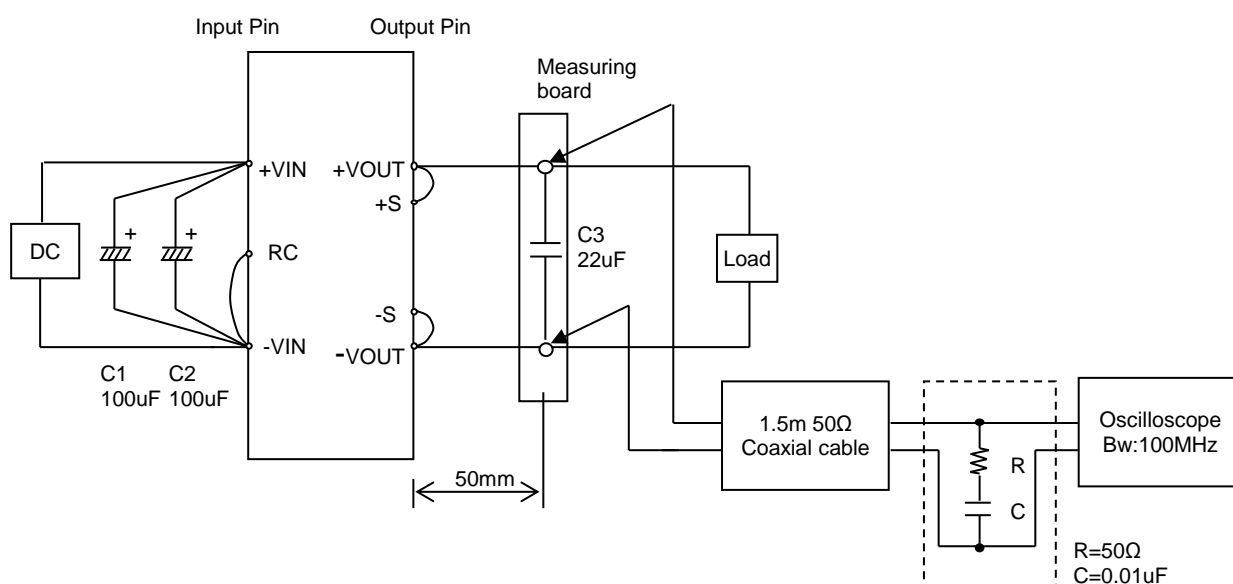 Input Pin
Output Pin
Measuring
board
+VIN
+VOUT
+S
DC
+
+
RC
C3
22uF
Load
-S
-VIN
-VOUT
C1
100uF
C2
100uF
50mm
1.5m 50Ω
Coaxial cable
R
C
Oscilloscope
Bw:100MHz
R=50Ω
C=0.01uF